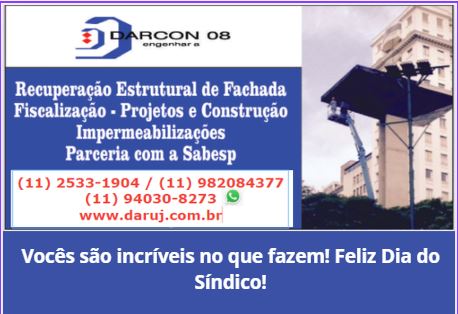 DARCON 08
engenharia
Recuperação Estrutural de Fachada
Fiscalização - Projetos e Construção
Impermeabilizações
Parceria com a Sabesp
(11) 2533-1904 / (11) 982084377
(11) 94030-8273
www.daruj.com.br
Vocês são incríveis no que fazem! Feliz Dia do
Síndico!